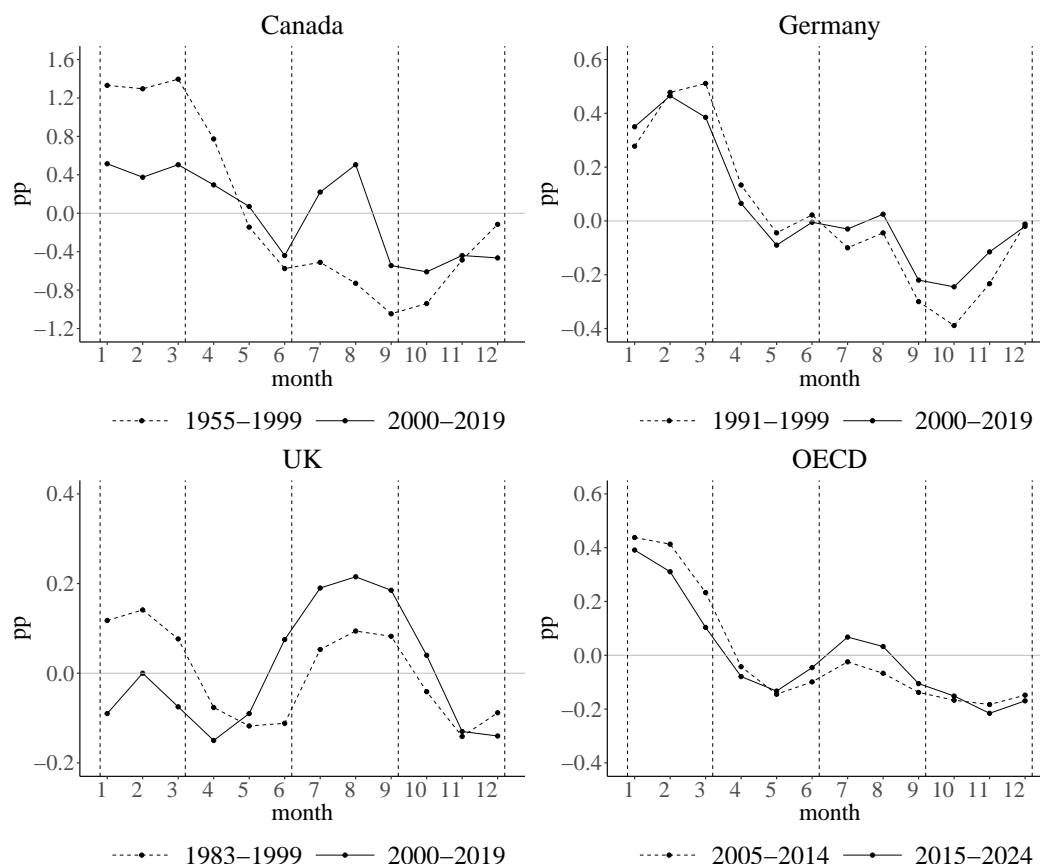 Canada
1.6
1.2
0.8
0.4
0.0
−0.4
−0.8
−1.2
pp
1 2 3 4 5 6 7 8 9 10 11 12
month
1955−1999 2000−2019
Germany
0.6
0.4
0.2
0.0
−0.2
−0.4
pp
1 2 3 4 5 6 7 8 9 10 11 12
month
1991−1999 2000−2019
UK
0.4
0.2
0.0
−0.2
pp
1 2 3 4 5 6 7 8 9 10 11 12
month
1983−1999 2000−2019
OECD
0.6
0.4
0.2
0.0
−0.2
−0.4
pp
1 2 3 4 5 6 7 8 9 10 11 12
month
2005−2014 2015−2024